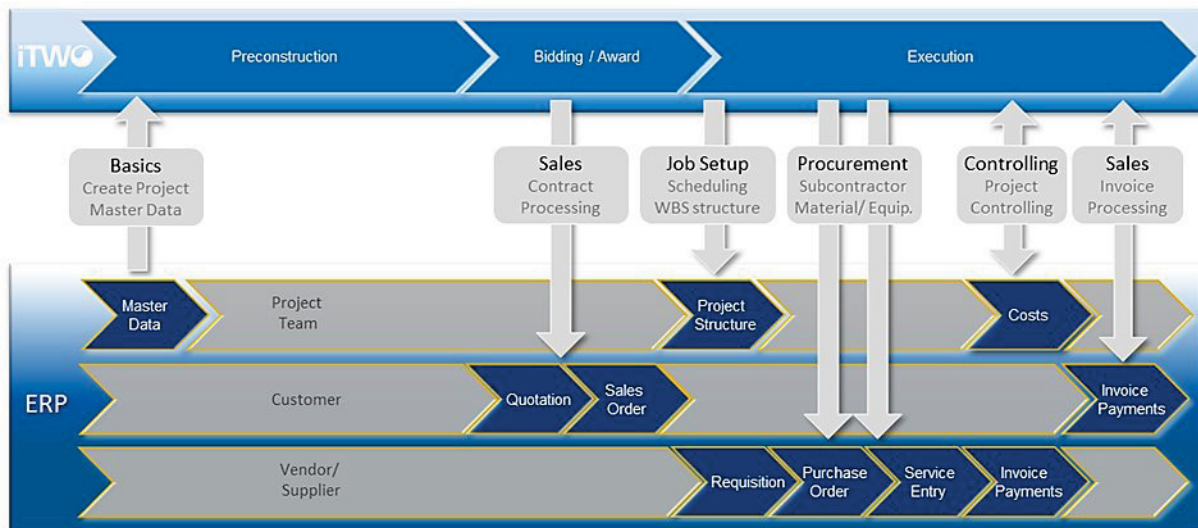 iTWO
Preconstruction
Bidding / Award
Execution
Basics
Create Project
Master Data
Sales
Contract
Processing
Job Setup
Scheduling
WBS structure
Procurement
Subcontractor
Material/ Equip.
Controlling
Project
Controlling
Sales
Invoice
Processing
ERP
Master
Data
Project
Team
Project
Structure
Costs
Customer
Quotation
Sales
Order
Invoice
Payments
Vendor/
Supplier
Requisition
Purchase
Order
Service
Entry
Invoice
Payments